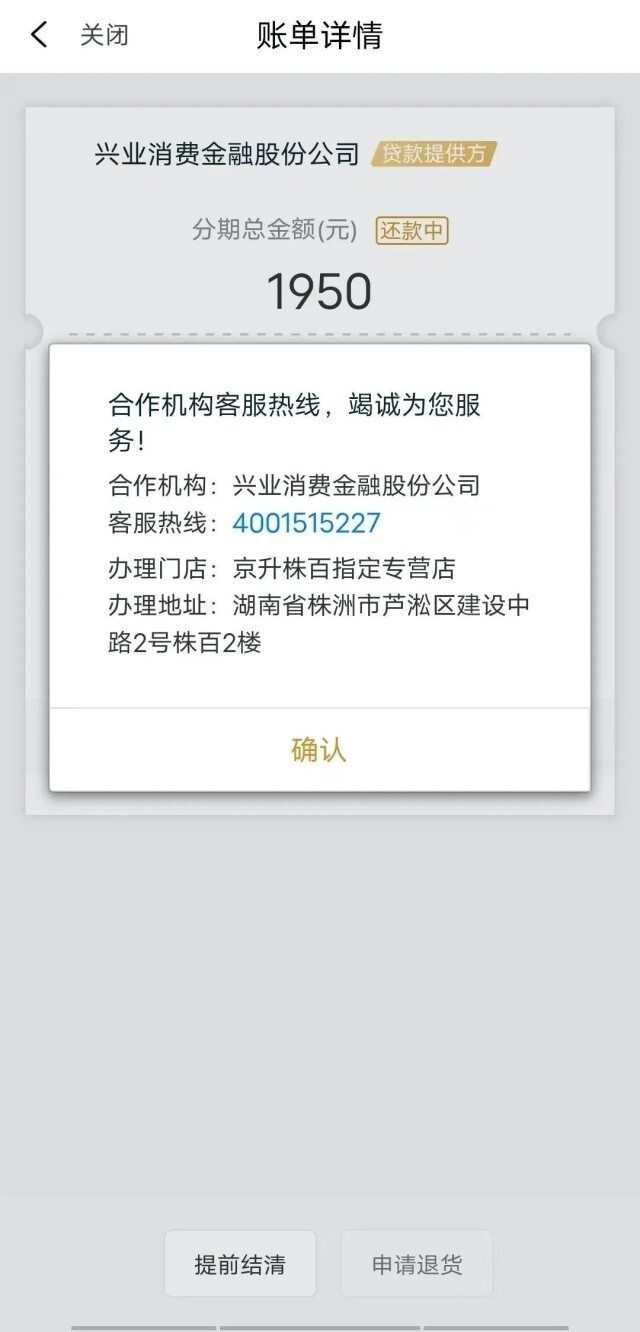 关闭
账单详情
兴业消费金融股份公司 贷款提供方
分期总金额(元) 还款中
1950
合作机构客服热线，竭诚为您服
务！
合作机构：兴业消费金融股份公司
客服热线：4001515227
办理门店：京升株百指定专营店
办理地址：湖南省株洲市芦淞区建设中
路2号株百2楼
确认
提前结清 申请退货